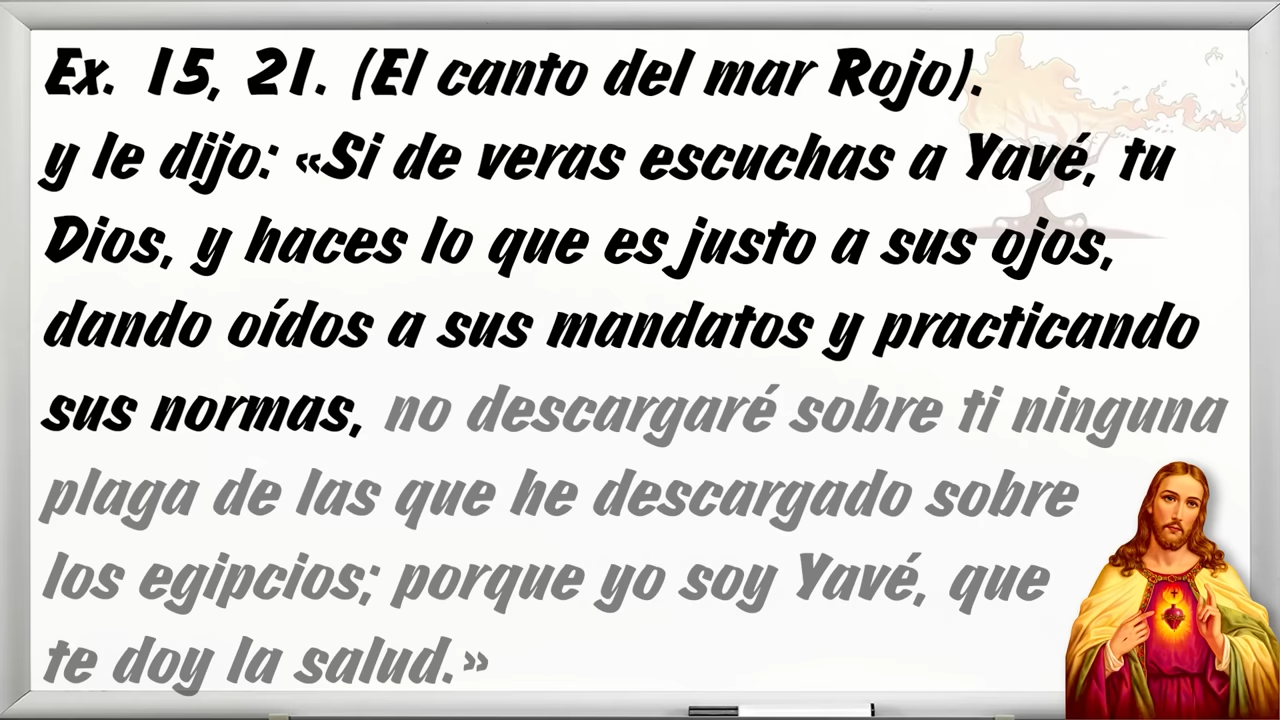 Ex. 15, 21. (El canto del mar Rojo).
y le dijo: «Si de veras escuchas a Yavé, tu
Dios, y haces lo que es justo a sus ojos,
dando oídos a sus mandatos y practicando
sus normas, no descargaré sobre ti ninguna
plaga de las que he descargado sobre
los egipcios; porque yo soy Yavé, que
te doy la salud.»